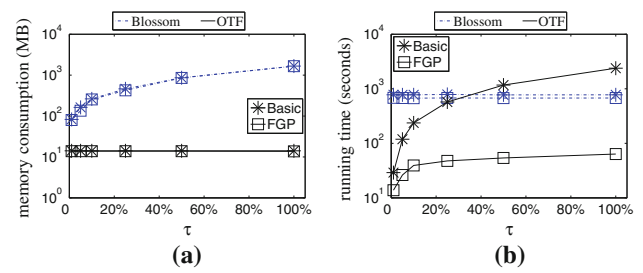 Blossom OTF
memory consumption (MB)
10^4
10^3
10^2
10^1
10^0
Basic
FGP
0 20% 40% 60% 80% 100%
τ
(a)
Blossom OTF
running time (seconds)
10^4
10^3
10^2
10^1
Basic
FGP
0 20% 40% 60% 80% 100%
τ
(b)